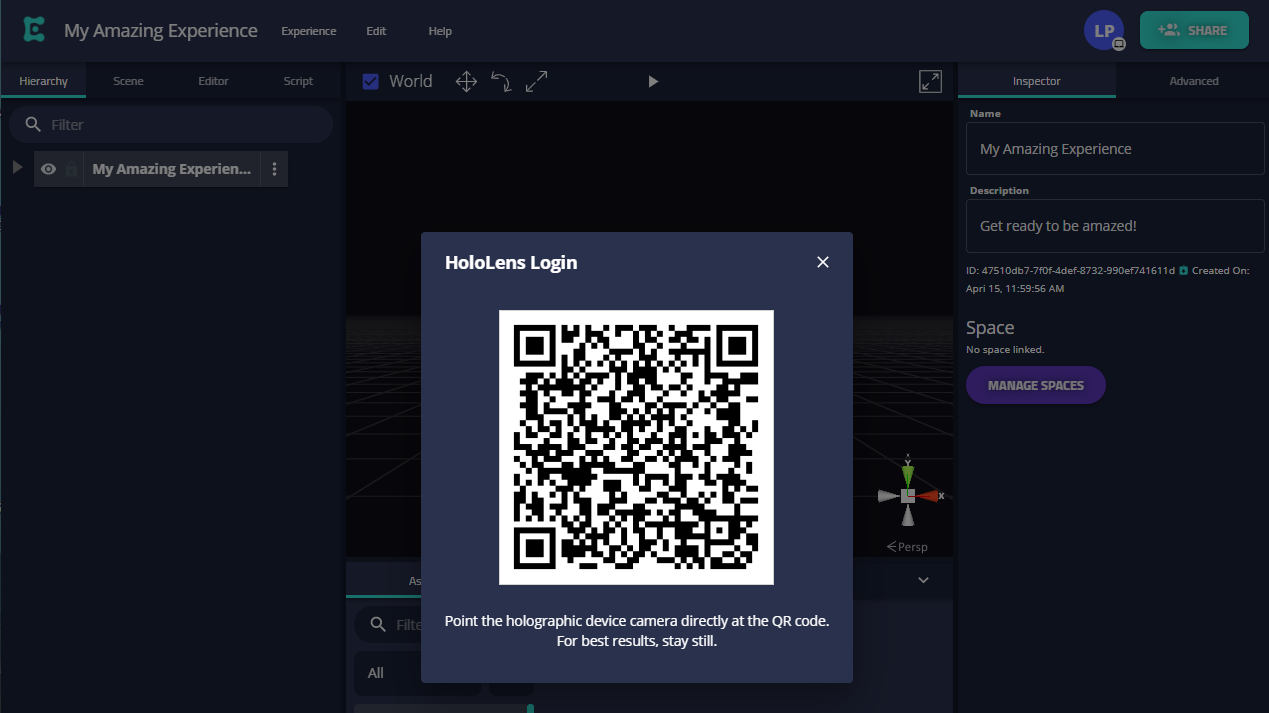 My Amazing Experience
Experience
Edit
Help
LP
SHARE
Hierarchy
Scene
Editor
Script
World
Inspector
Advanced
Filter
My Amazing Experien...
Name
My Amazing Experience
Description
Get ready to be amazed!
ID: 47510db7-7f0f-4def-8732-990ef741611d Created On:
Apri 15, 11:59:56 AM
Space
No space linked.
MANAGE SPACES
HoloLens Login
Point the holographic device camera directly at the QR code.
For best results, stay still.
Y
X
Persp
As
Filte
All